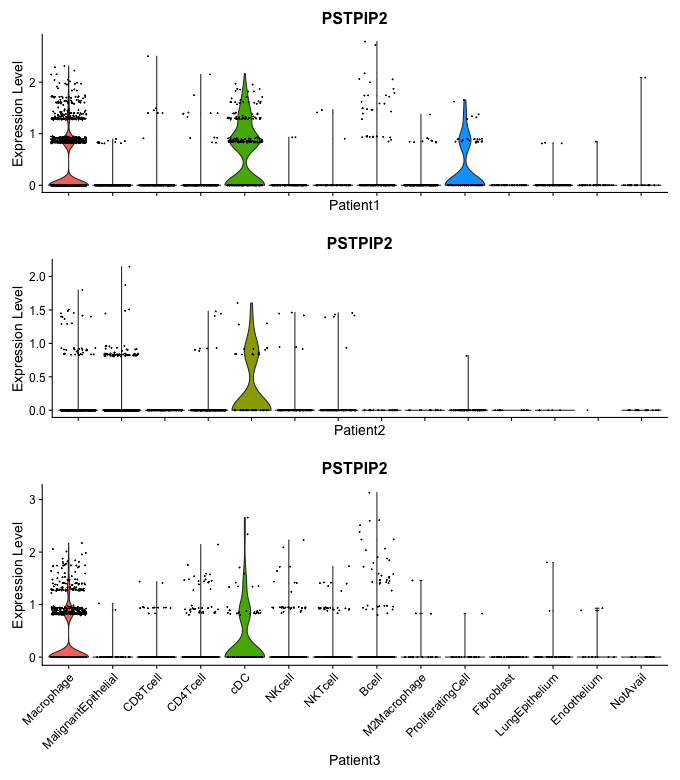 PSTPIP2
Expression Level
2
1
0
Patient1
PSTPIP2
Expression Level
2.0
1.5
1.0
0.5
0.0
Patient2
PSTPIP2
Expression Level
3
2
1
0
Macrophage
MalignantEpithelial
CD8Tcell
CD4Tcell
cDC
NKcell
NKTcell
Bcell
M2Macrophage
ProliferatingCell
Fibroblast
LungEpithelium
Endothelium
NotAvail
Patient3